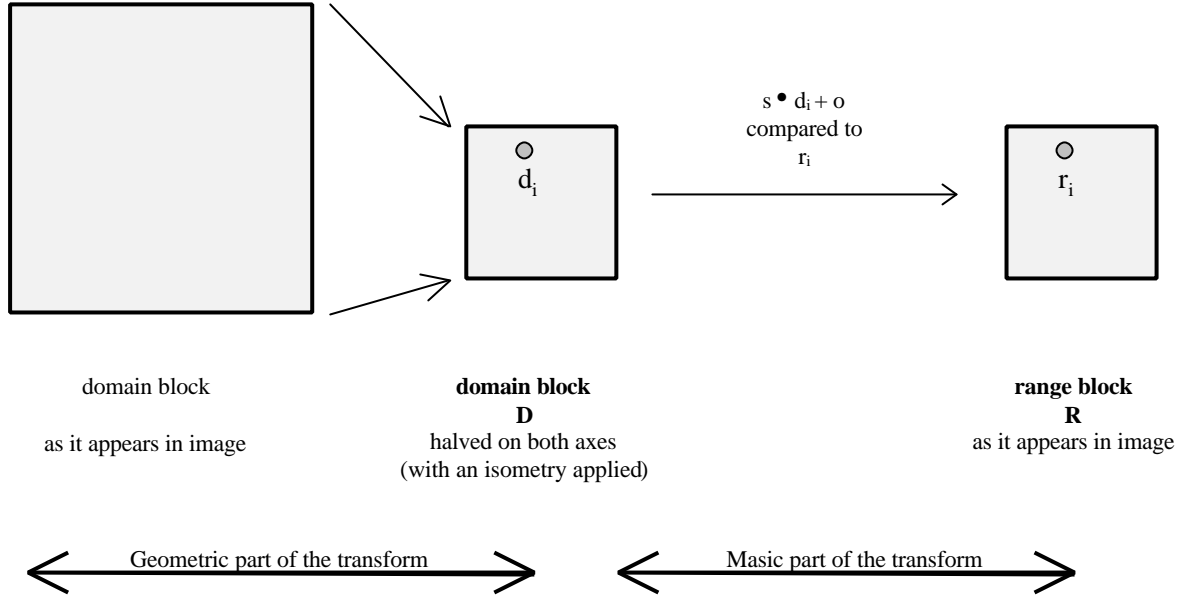 s • di + o
compared to
ri
di
ri
domain block
as it appears in image
domain block
D
halved on both axes
(with an isometry applied)
range block
R
as it appears in image
Geometric part of the transform
Masic part of the transform